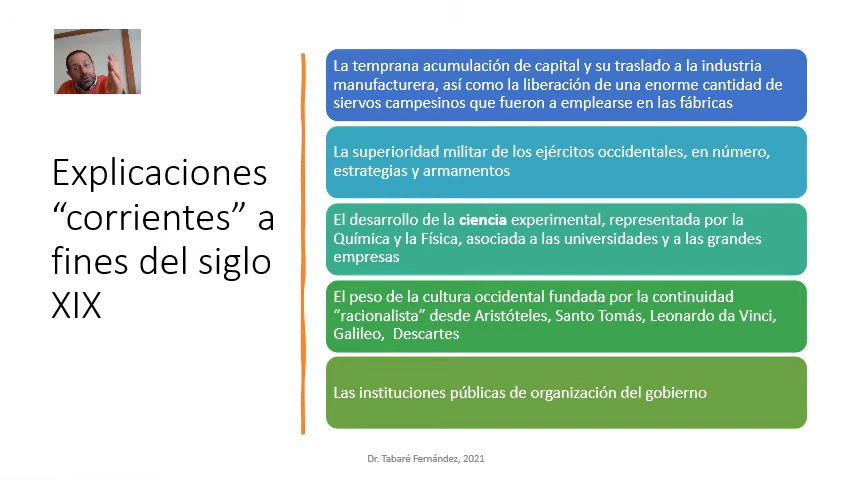 Explicaciones
“corrientes” a
fines del siglo
XIX
La temprana acumulación de capital y su traslado a la industria
manufacturera, así como la liberación de una enorme cantidad de
siervos campesinos que fueron a emplearse en las fábricas
La superioridad militar de los ejércitos occidentales, en número,
estrategias y armamentos
El desarrollo de la ciencia experimental, representada por la
Química y la Física, asociada a las universidades y a las grandes
empresas
El peso de la cultura occidental fundada por la continuidad
“racionalista” desde Aristóteles, Santo Tomás, Leonardo da Vinci,
Galileo, Descartes
Las instituciones públicas de organización del gobierno
Dr. Tabaré Fernández, 2021